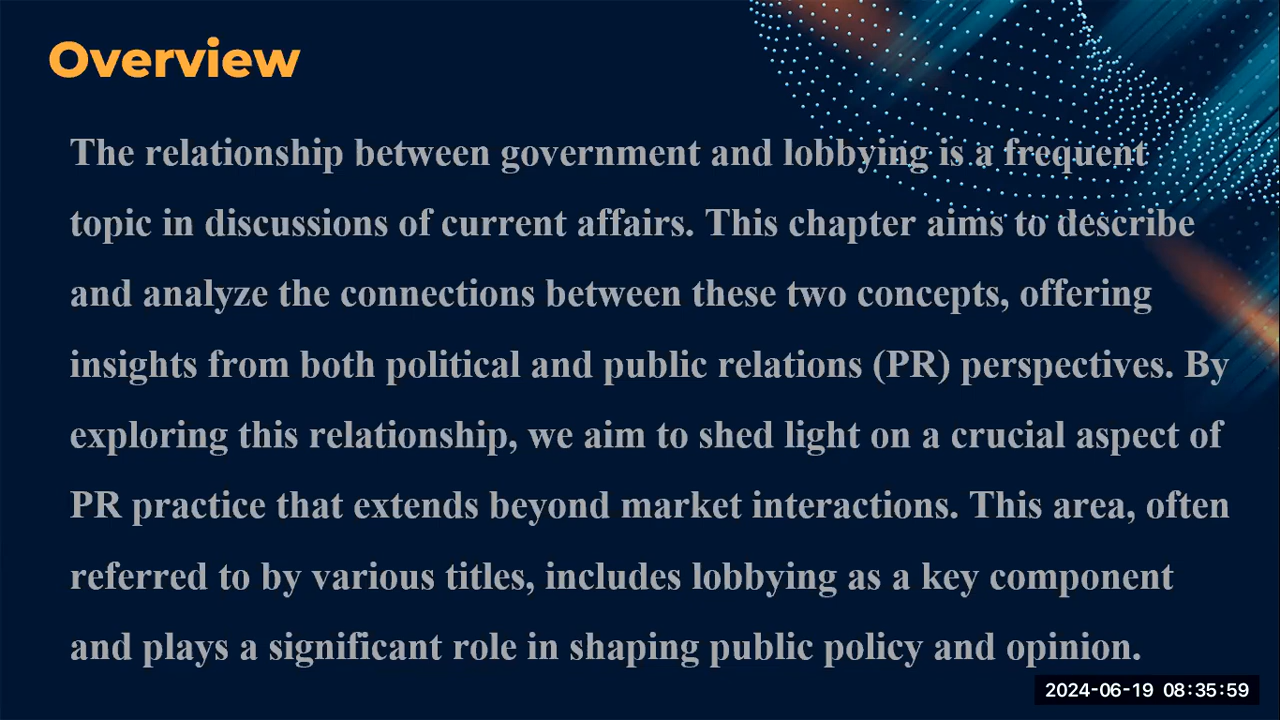 Overview
The relationship between government and lobbying is a frequent
topic in discussions of current affairs. This chapter aims to describe
and analyze the connections between these two concepts, offering
insights from both political and public relations (PR) perspectives. By
exploring this relationship, we aim to shed light on a crucial aspect of
PR practice that extends beyond market interactions. This area, often
referred to by various titles, includes lobbying as a key component
and plays a significant role in shaping public policy and opinion.
2024-06-19 08:35:59